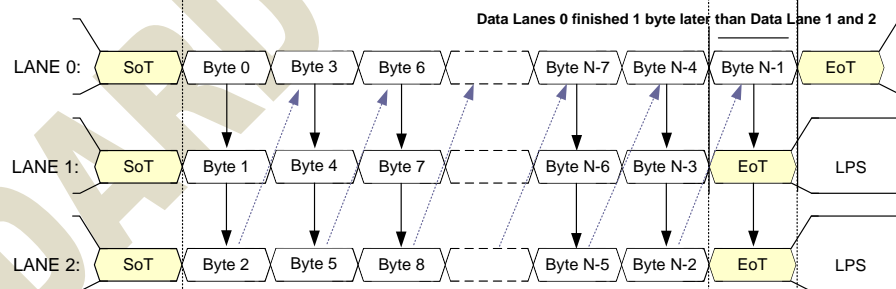 Data Lanes 0 finished 1 byte later than Data Lane 1 and 2
LANE 0: SoT Byte 0 Byte 3 Byte 6 Byte N-7 Byte N-4 Byte N-1 EoT
LANE 1: SoT Byte 1 Byte 4 Byte 7 Byte N-6 Byte N-3 EoT LPS
LANE 2: SoT Byte 2 Byte 5 Byte 8 Byte N-5 Byte N-2 EoT LPS